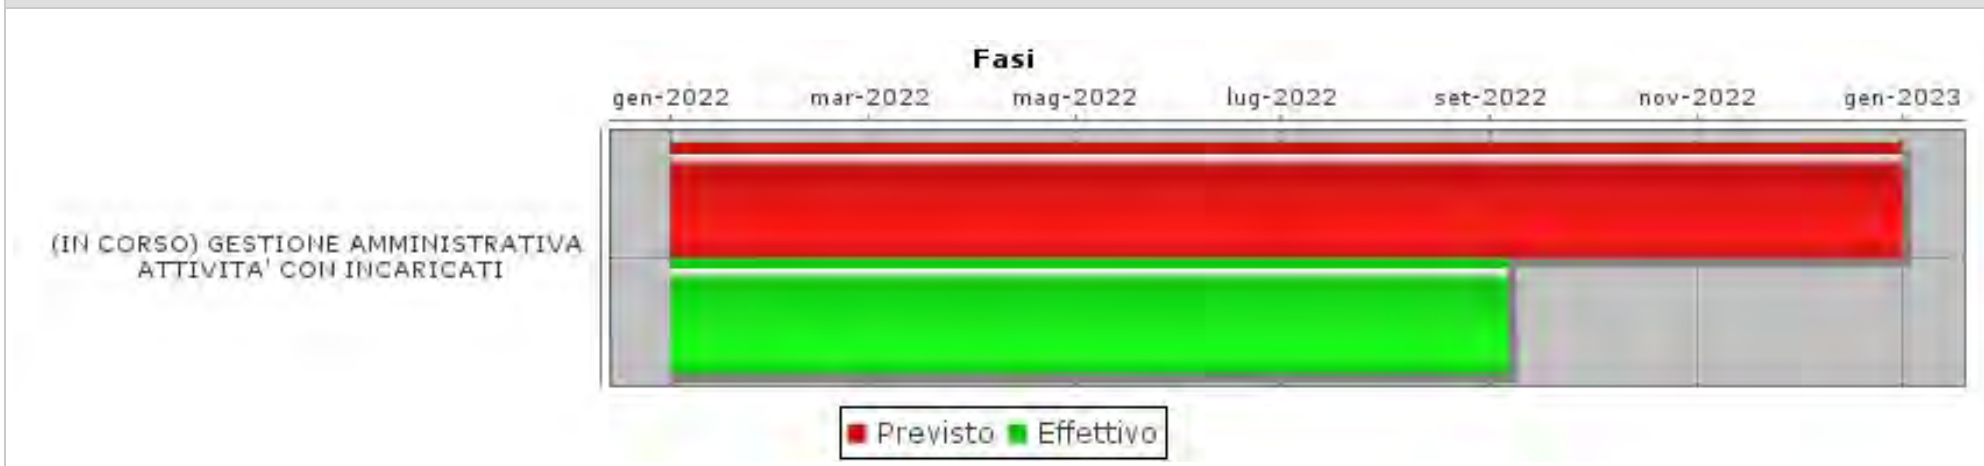 Fasi
gen-2022 mar-2022 mag-2022 lug-2022 set-2022 nov-2022 gen-2023
(IN CORSO) GESTIONE AMMINISTRATIVA
ATTIVITA' CON INCARICATI
Previsto Effettivo